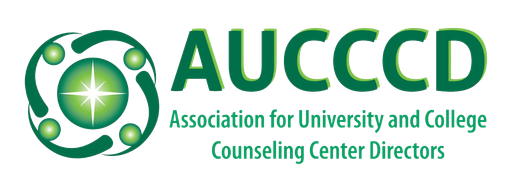 AUCCCD
Association for University and College
Counseling Center Directors